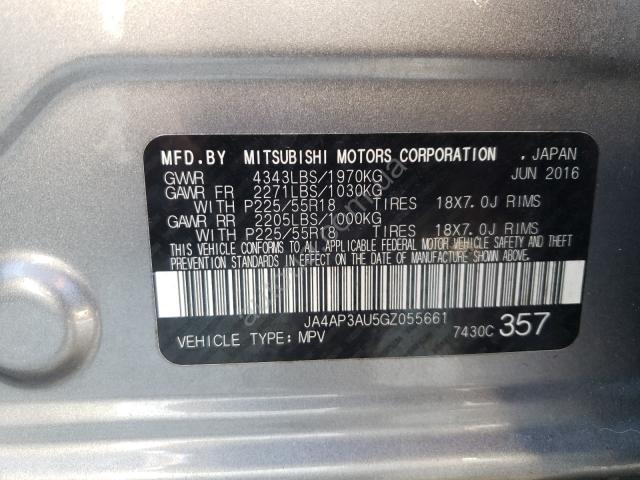 MFD.BY MITSUBISHI MOTORS CORPORATION . JAPAN
GVWR 4343LBS/1970KG JUN 2016
GAWR FR 2271LBS/1030KG
WITH P225/55R18 TIRES 18X7.0J RIMS
GAWR RR 2205LBS/1000KG
WITH P225/55R18 TIRES 18X7.0J RIMS
THIS VEHICLE CONFORMS TO ALL APPLICABLE FEDERAL MOTOR VEHICLE SAFETY AND THEFT
PREVENTION STANDARDS IN EFFECT ON THE DATE OF MANUFACTURE SHOWN ABOVE.
JA4AP3AU5GZ055661
VEHICLE TYPE:MPV 7430C 357